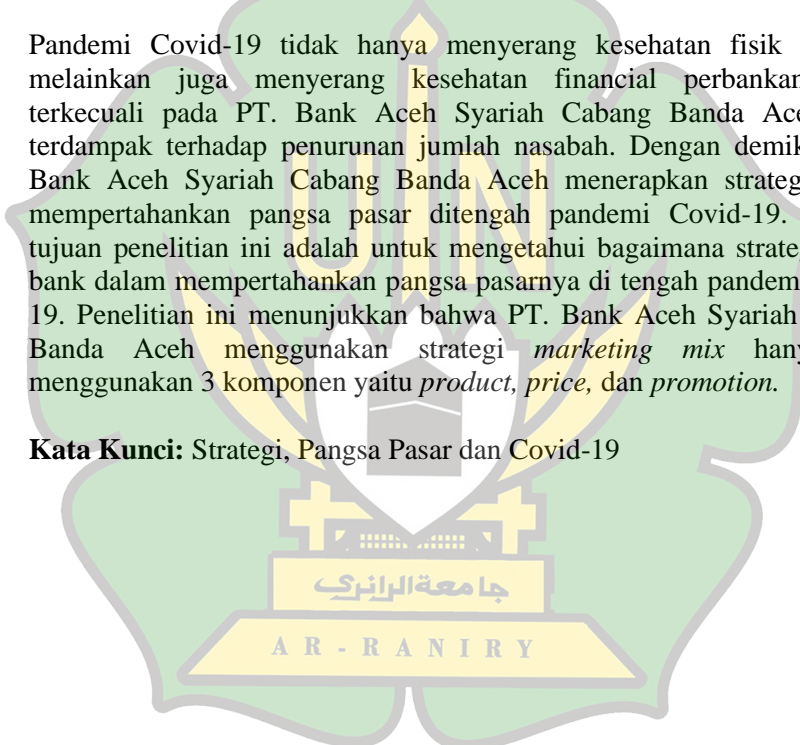 Pandemi Covid-19 tidak hanya menyerang kesehatan fisik
melainkan juga menyerang kesehatan financial perbankan
terkecuali pada PT. Bank Aceh Syariah Cabang Banda Ace
terdampak terhadap penurunan jumlah nasabah. Dengan demik
Bank Aceh Syariah Cabang Banda Aceh menerapkan strateg
mempertahankan pangsa pasar ditengah pandemi Covid-19.
tujuan penelitian ini adalah untuk mengetahui bagaimana strateg
bank dalam mempertahankan pangsa pasarnya di tengah pandem
19. Penelitian ini menunjukkan bahwa PT. Bank Aceh Syariah
Banda Aceh menggunakan strategi marketing mix hany
menggunakan 3 komponen yaitu product, price, dan promotion.
Kata Kunci: Strategi, Pangsa Pasar dan Covid-19
UIN
جامعةالرانري
AR-RANIRY